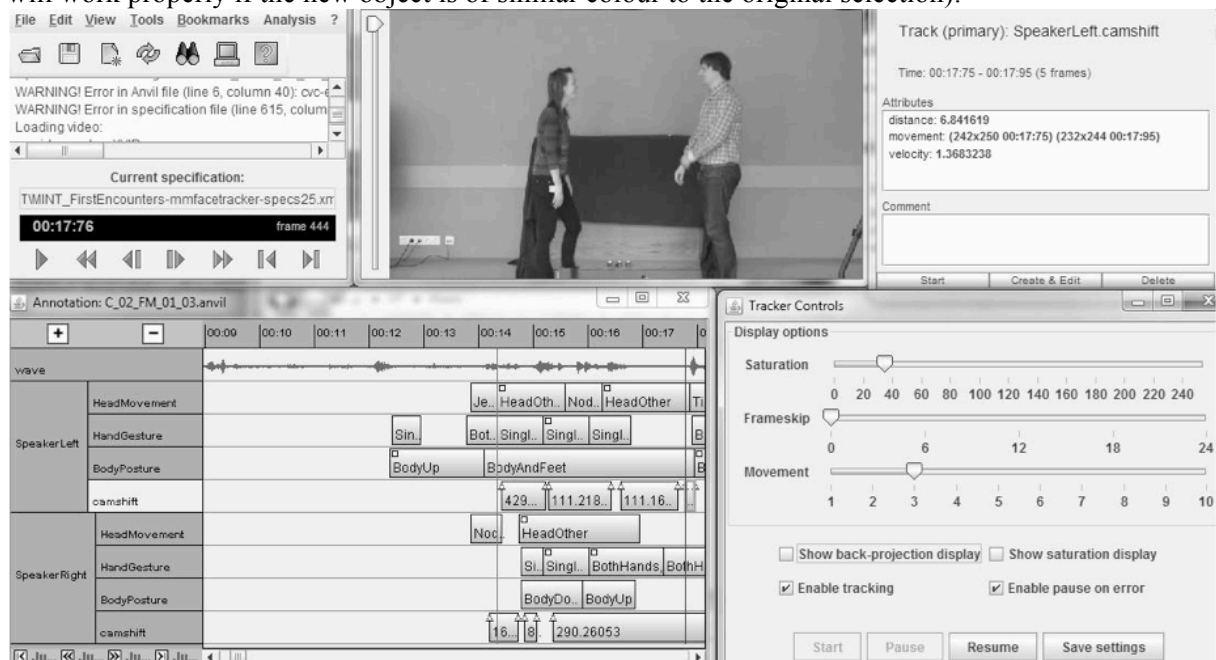 will work properly if the new object is of similar colour to the original selection).
File Edit View Tools Bookmarks Analysis ?
WARNING! Error in Anvil file (line 6, column 40): cvc-
WARNING! Error in specification file (line 615, colum
Loading video:
Current specification:
T\MINT_FirstEncounters-mmfacetracker-specs25.xm
00:17:76 frame 444
Track (primary): SpeakerLeft.camshift
Time: 00:17:75 - 00:17:95 (5 frames)
Attributes
distance: 6.841619
movement: (242x250 00:17:75) (232x244 00:17:95)
velocity: 1.3683238
Comment
Start Create & Edit Delete
Annotation: C_02_FM_01_03.anvil
+ - 00:09 00:10 00:11 00:12 00:13 00:14 00:15 00:16 00:17 0
wave
SpeakerLeft
HeadMovement Je.. HeadOth.. Nod.. HeadOther Ti
HandGesture Sin.. Bot.. Singl.. Singl.. Singl.. B
BodyPosture BodyUp BodyAndFeet B
camshift 429... 111.218.. 111.16.. ..
SpeakerRight
HeadMovement Noc. HeadOther
HandGesture Si.. Singl.. BothHands, BothH
BodyPosture BodyDo.. BodyUp
camshift 16... 8. 290.26053
Tracker Controls
Display options
Saturation
0 20 40 60 80 100 120 140 160 180 200 220 240
Frameskip
0 6 12 18 24
Movement
1 2 3 4 5 6 7 8 9 10
Show back-projection display Show saturation display
Enable tracking Enable pause on error
Start Pause Resume Save settings